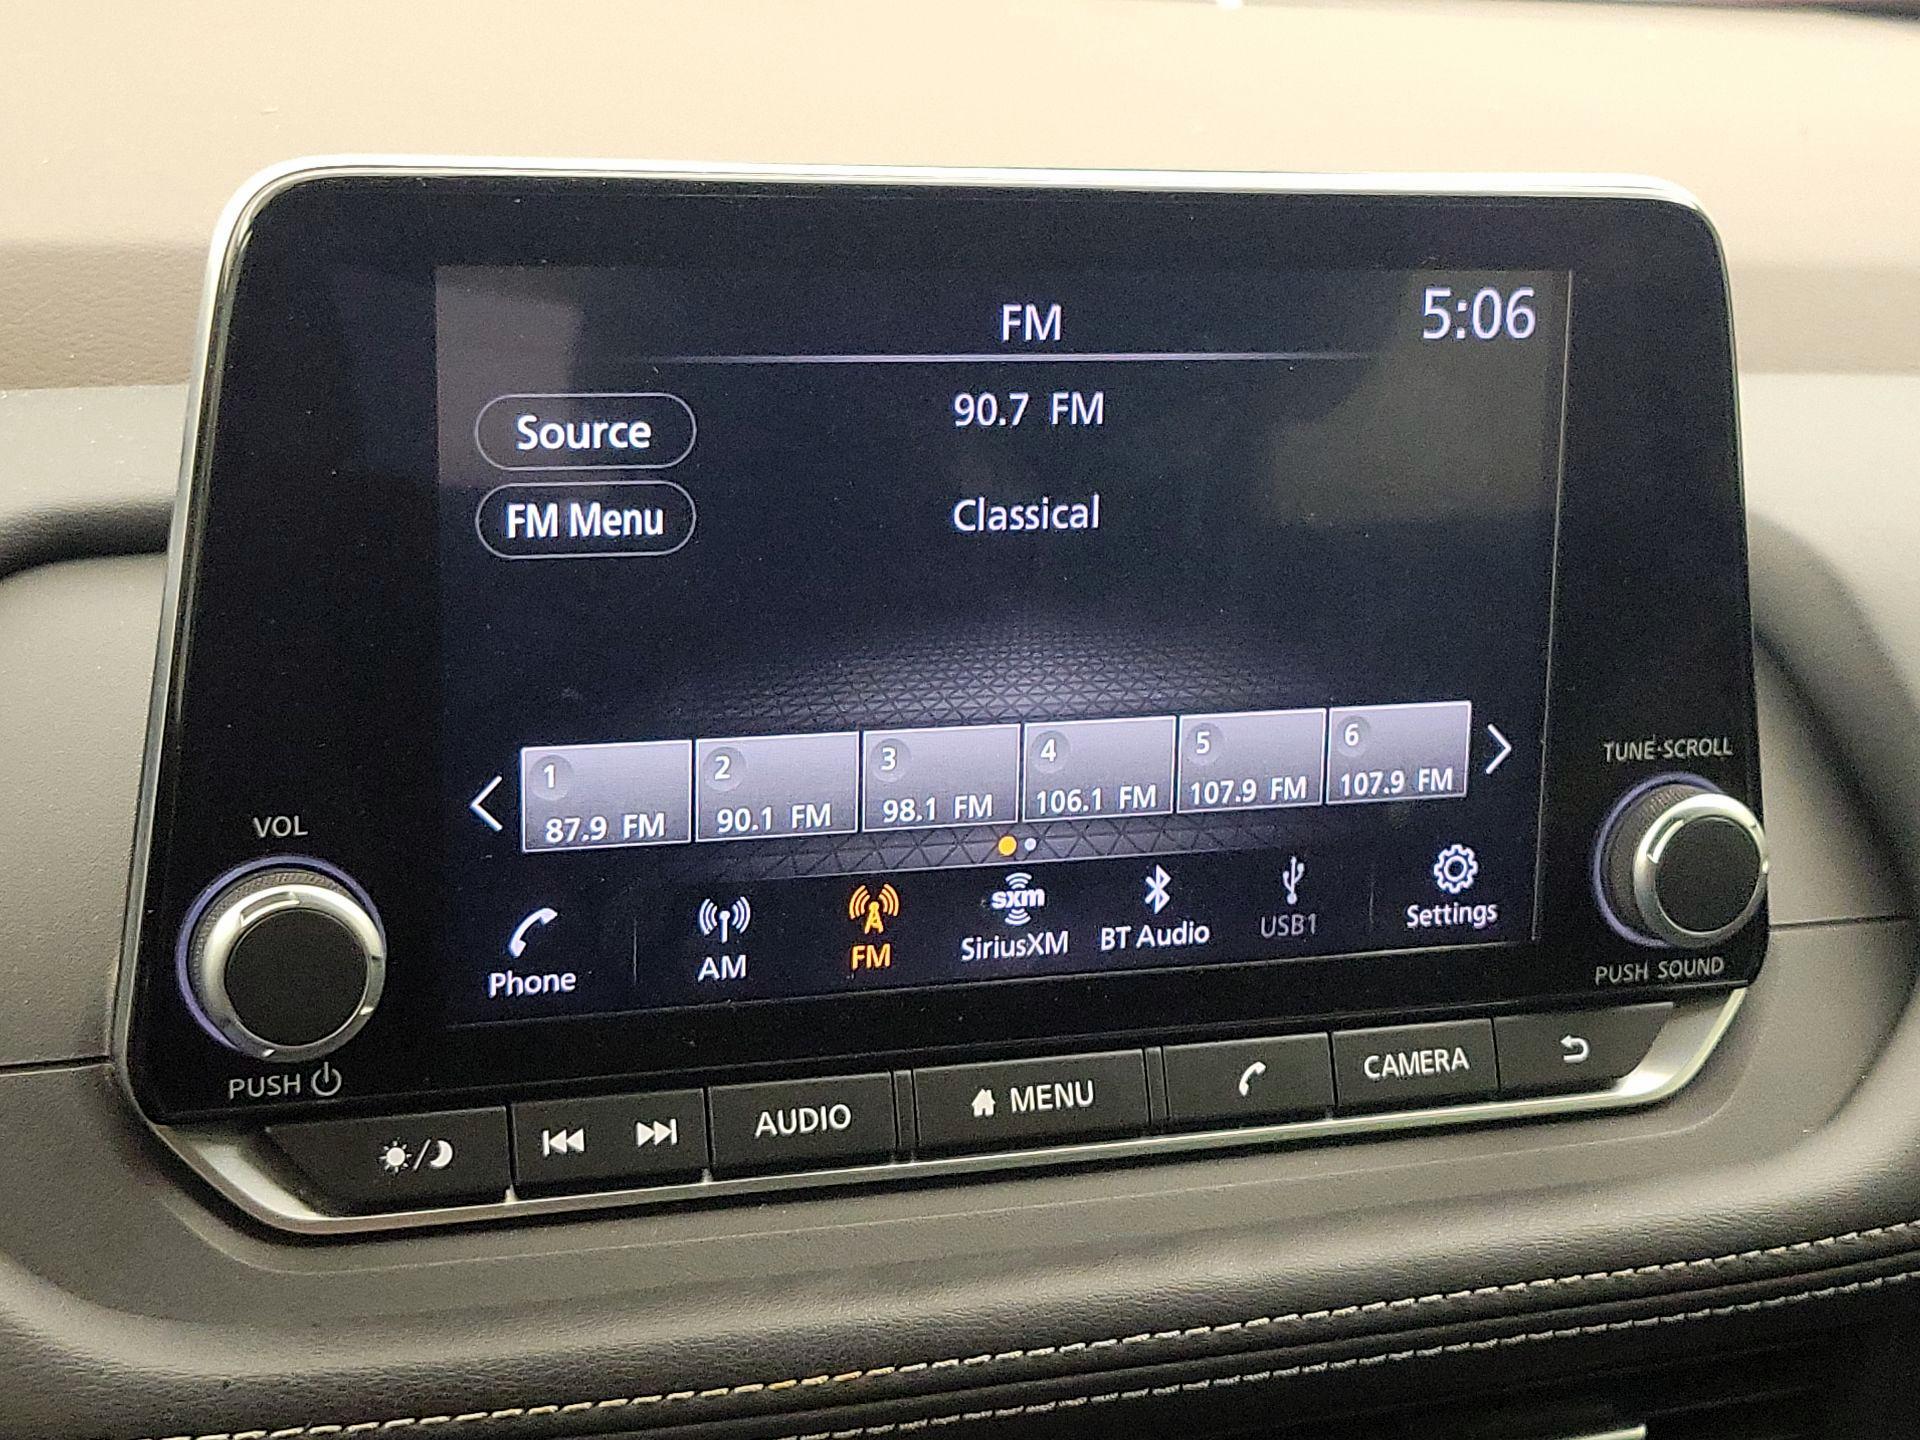 FM
5:06
Source
90.7 FM
FM Menu
Classical
1
87.9 FM
2
90.1 FM
3
98.1 FM
4
106.1 FM
5
107.9 FM
6
107.9 FM
Phone
AM
FM
sxm
SiriusXM
BT Audio
USB1
Settings
VOL
PUSH
TUNE·SCROLL
PUSH SOUND
AUDIO
MENU
CAMERA